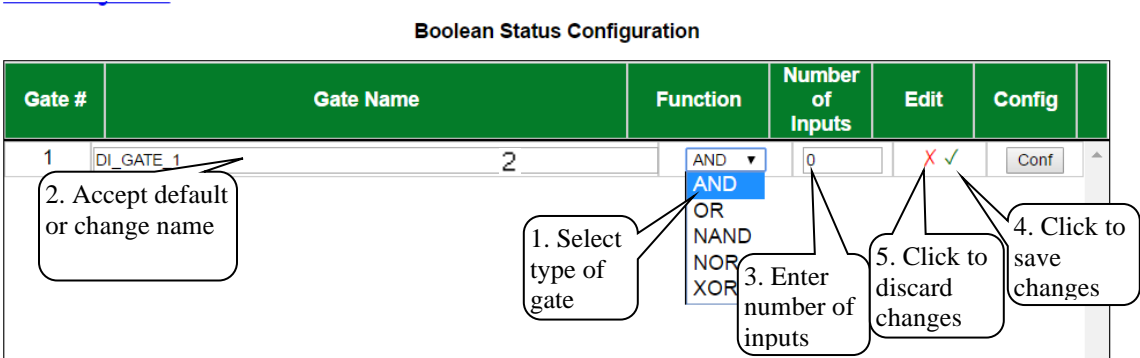 Boolean Status Configuration
Gate #
Gate Name
Function
Number
of
Inputs
Edit
Config
1
DI_GATE_1
2
AND ▼
0
X ✓
Conf
AND
OR
NAND
NOR
XOR
2. Accept default
or change name
1. Select
type of
gate
3. Enter
number of
inputs
5. Click to
discard
changes
4. Click to
save
changes